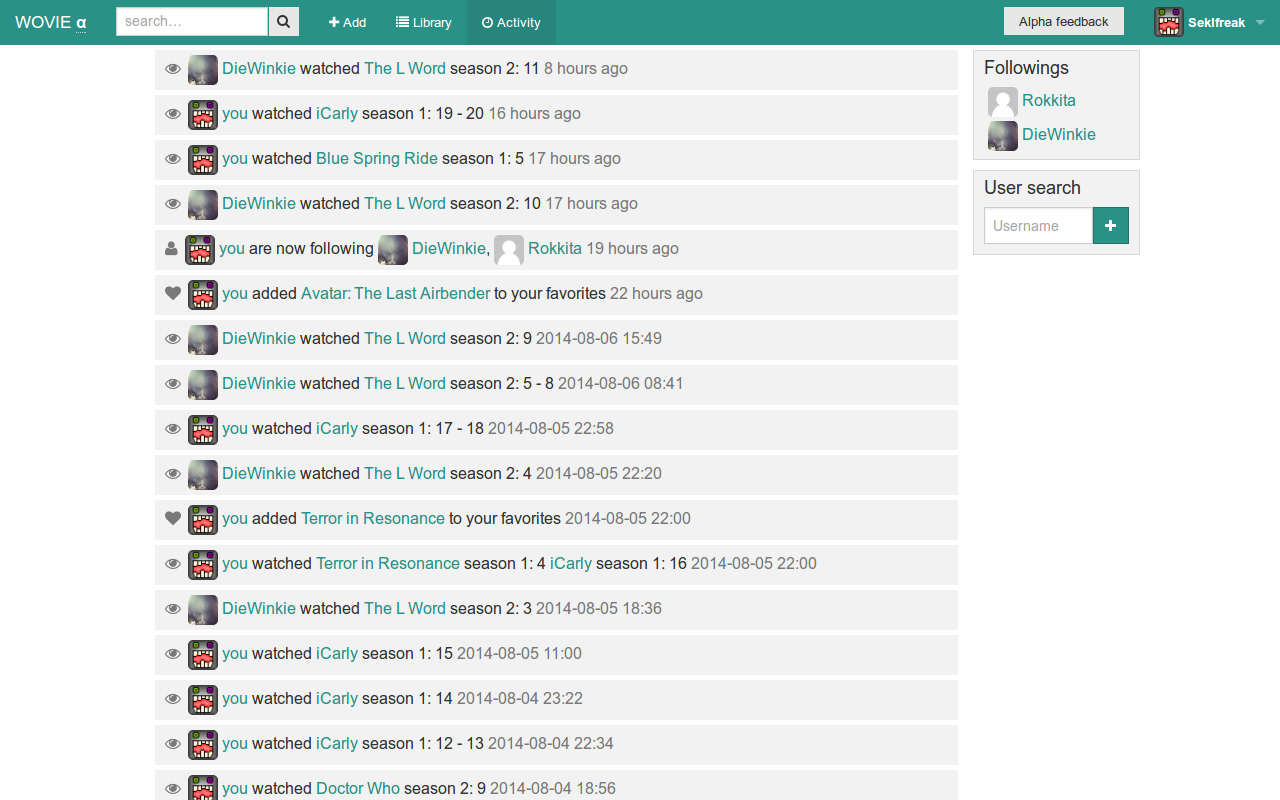 WOVIE α search... Add Library Activity Alpha feedback Seklfreak
DieWinkie watched The L Word season 2: 11 8 hours ago
you watched iCarly season 1: 19 - 20 16 hours ago
you watched Blue Spring Ride season 1: 5 17 hours ago
DieWinkie watched The L Word season 2: 10 17 hours ago
you are now following DieWinkie, Rokkita 19 hours ago
you added Avatar: The Last Airbender to your favorites 22 hours ago
DieWinkie watched The L Word season 2: 9 2014-08-06 15:49
DieWinkie watched The L Word season 2: 5 - 8 2014-08-06 08:41
you watched iCarly season 1: 17 - 18 2014-08-05 22:58
DieWinkie watched The L Word season 2: 4 2014-08-05 22:20
you added Terror in Resonance to your favorites 2014-08-05 22:00
you watched Terror in Resonance season 1: 4 iCarly season 1: 16 2014-08-05 22:00
DieWinkie watched The L Word season 2: 3 2014-08-05 18:36
you watched iCarly season 1: 15 2014-08-05 11:00
you watched iCarly season 1: 14 2014-08-04 23:22
you watched iCarly season 1: 12 - 13 2014-08-04 22:34
you watched Doctor Who season 2: 9 2014-08-04 18:56
Followings
Rokkita
DieWinkie
User search
Username